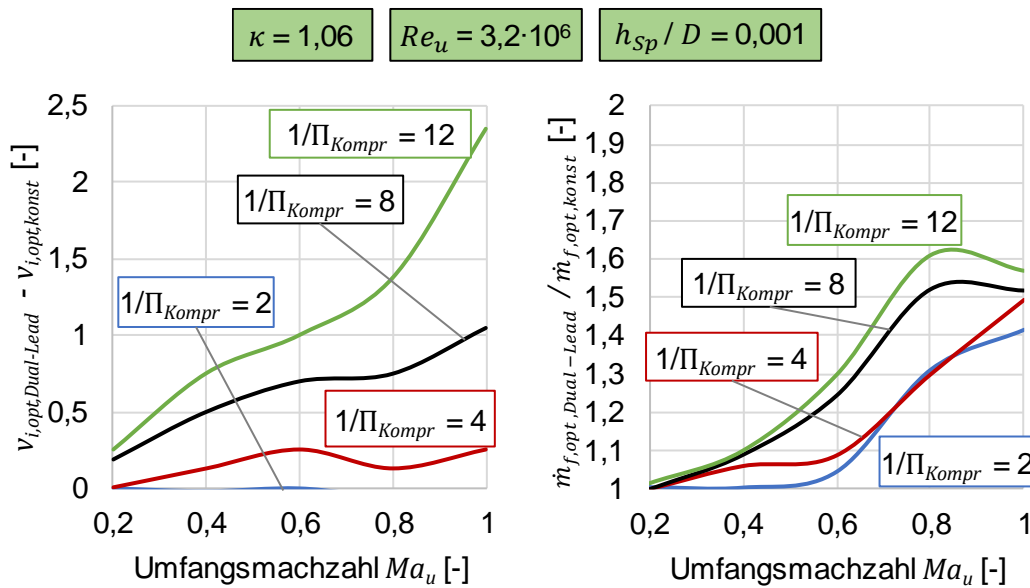 κ = 1,06
Re_u = 3,2·10⁶
h_Sp / D = 0,001
v_i,opt,Dual-Lead - v_i,opt,konst [-]
2,5
2
1,5
1
0,5
0
1/Π_Kompr = 12
1/Π_Kompr = 8
1/Π_Kompr = 2
1/Π_Kompr = 4
0,2 0,4 0,6 0,8 1
Umfangsmachzahl Ma_u [-]
ṁ_f,opt,Dual-Lead / ṁ_f,opt,konst [-]
2
1,9
1,8
1,7
1,6
1,5
1,4
1,3
1,2
1,1
1
1/Π_Kompr = 12
1/Π_Kompr = 8
1/Π_Kompr = 4
1/Π_Kompr = 2
0,2 0,4 0,6 0,8 1
Umfangsmachzahl Ma_u [-]